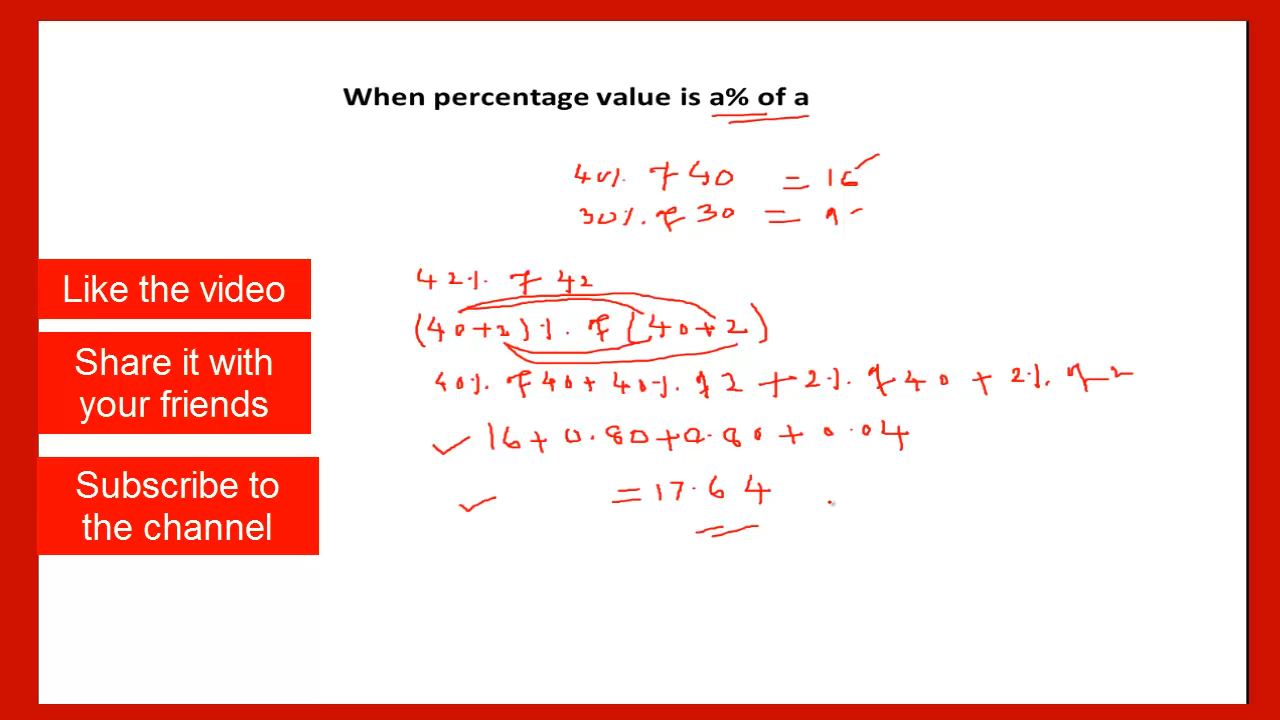 When percentage value is a% of a
40% of 40 = 16
30% of 30 = 9
42% of 42
(40+2)% of (40+2)
40% of 40 + 40% of 2 + 2% of 40 + 2% of 2
16 + 0.80 + 0.80 + 0.04
= 17.64
Like the video
Share it with
your friends
Subscribe to
the channel